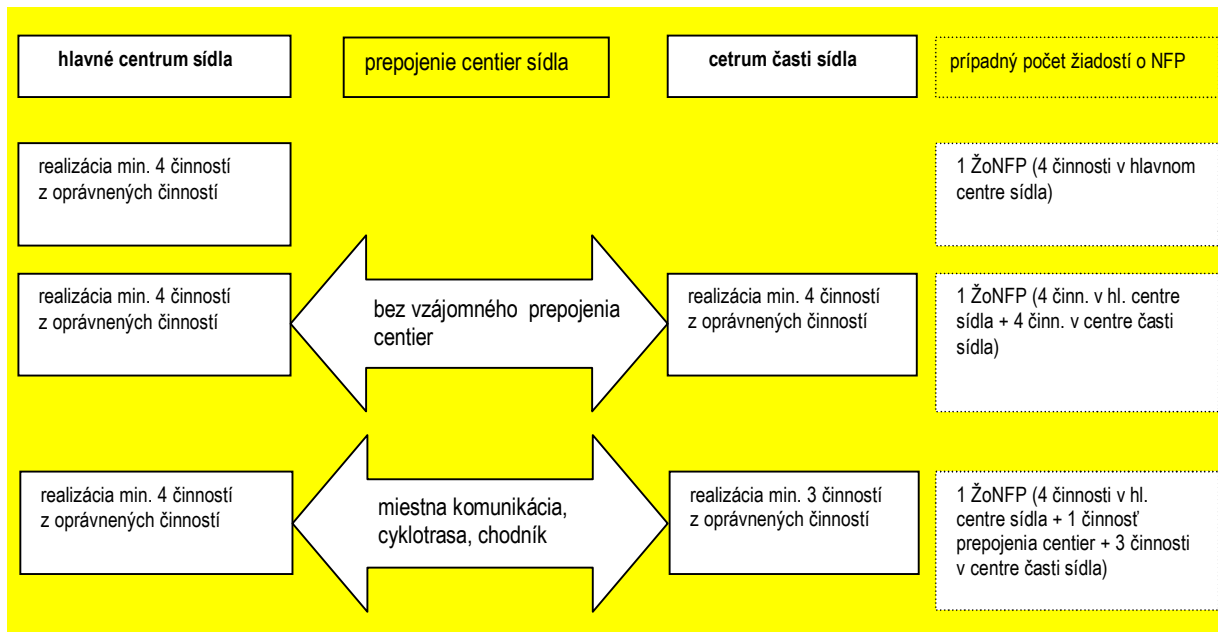 hlavné centrum sídla
prepojenie centier sídla
cetrum časti sídla
prípadný počet žiadostí o NFP
realizácia min. 4 činností
z oprávnených činností
1 ŽoNFP (4 činnosti v hlavnom
centre sídla)
realizácia min. 4 činností
z oprávnených činností
bez vzájomného prepojenia
centier
realizácia min. 4 činností
z oprávnených činností
1 ŽoNFP (4 činn. v hl. centre
sídla + 4 činn. v centre časti
sídla)
realizácia min. 4 činností
z oprávnených činností
miestna komunikácia,
cyklotrasa, chodník
realizácia min. 3 činností
z oprávnených činností
1 ŽoNFP (4 činnosti v hl.
centre sídla + 1 činnosť
prepojenia centier + 3 činnosti
v centre časti sídla)